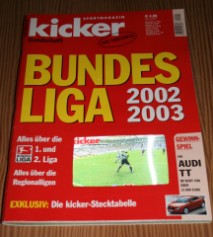 SPORTMAGAZIN
kicker
BUNDES
LIGA 2002
2003
Alles über die
1. und
2. Liga
Alles über die
Regionalligen
kicker
GEWINN-
SPIEL
AUDI
TT
EXKLUSIV: Die kicker-Stecktabelle